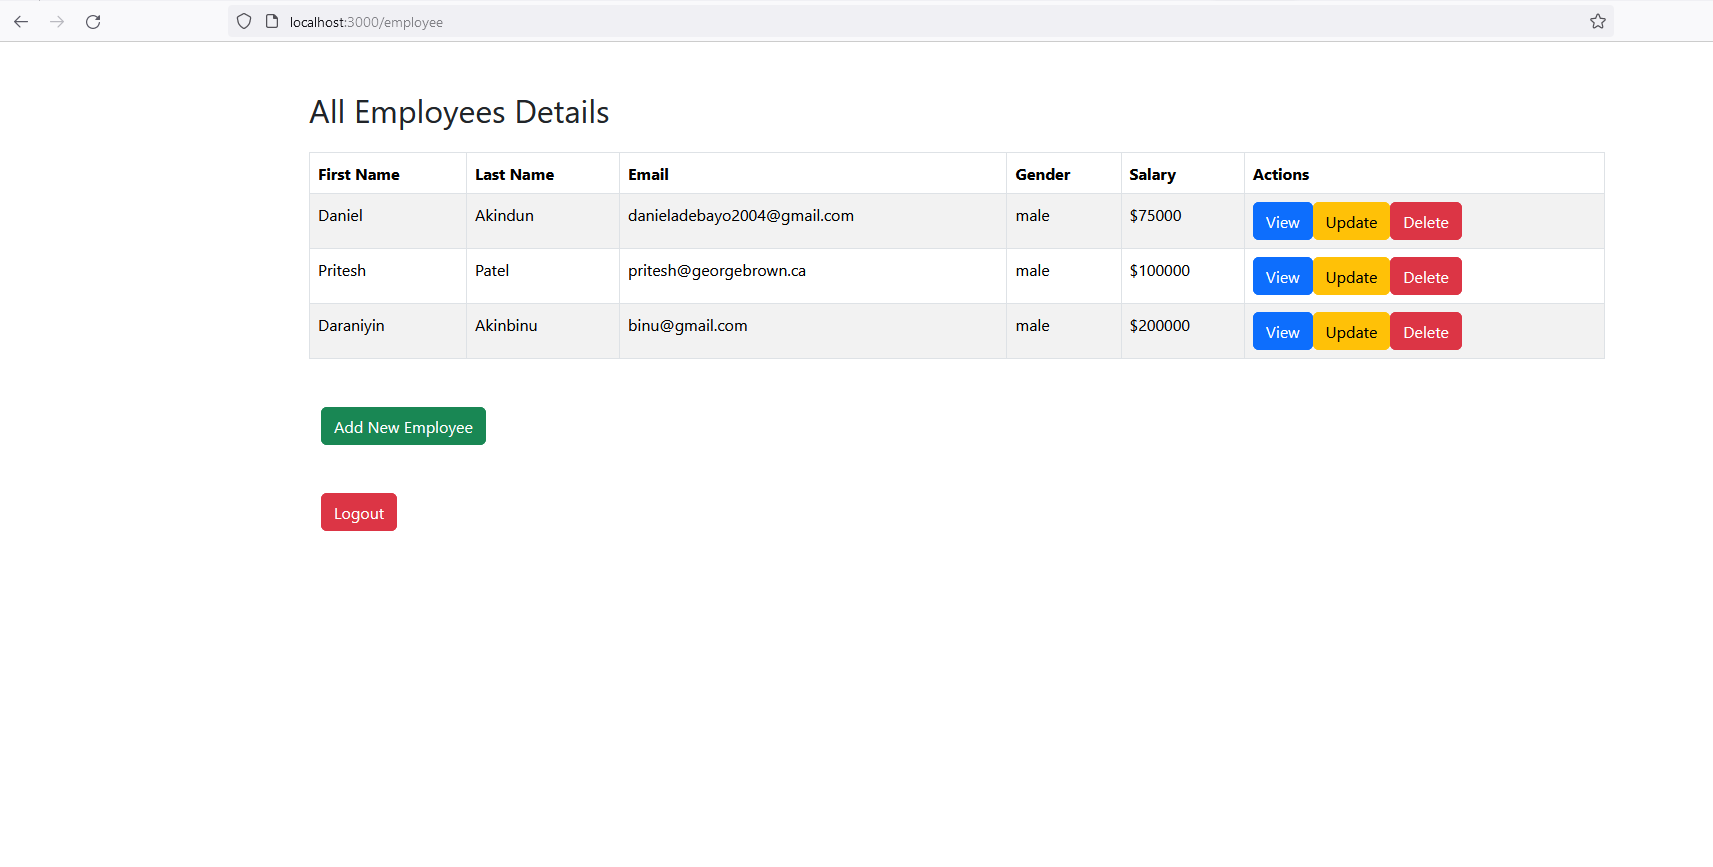 localhost:3000/employee
All Employees Details
First Name Last Name Email Gender Salary Actions
Daniel Akindun danieladebayo2004@gmail.com male $75000 View Update Delete
Pritesh Patel pritesh@georgebrown.ca male $100000 View Update Delete
Daraniyin Akinbinu binu@gmail.com male $200000 View Update Delete
Add New Employee
Logout